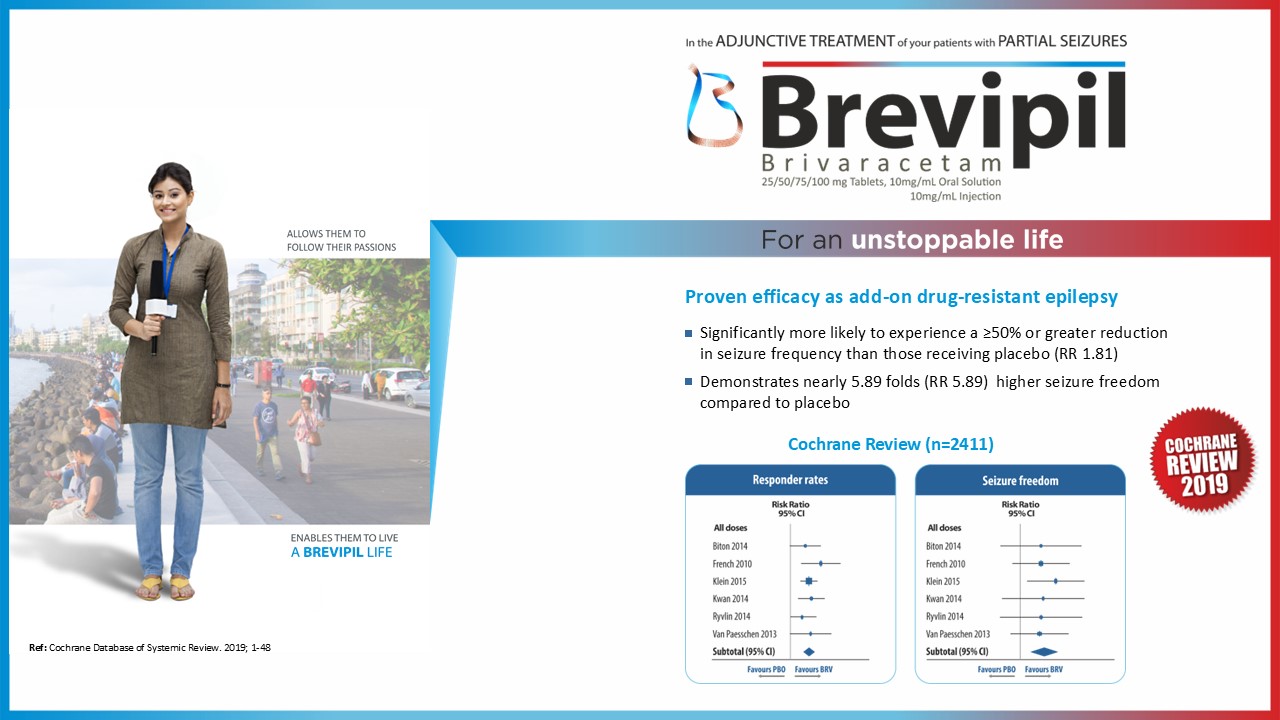 In the ADJUNCTIVE TREATMENT of your patients with PARTIAL SEIZURES
Brevipil
Brivaracetam
25/50/75/100 mg Tablets, 10mg/mL Oral Solution
10mg/mL Injection
For an unstoppable life
ALLOWS THEM TO
FOLLOW THEIR PASSIONS
ENABLES THEM TO LIVE
A BREVIPIL LIFE
Proven efficacy as add-on drug-resistant epilepsy
Significantly more likely to experience a ≥50% or greater reduction
in seizure frequency than those receiving placebo (RR 1.81)
Demonstrates nearly 5.89 folds (RR 5.89) higher seizure freedom
compared to placebo
Cochrane Review (n=2411)
COCHRANE
REVIEW
2019
Responder rates
Risk Ratio
95% CI
All doses
Biton 2014
French 2010
Klein 2015
Kwan 2014
Ryvlin 2014
Van Paesschen 2013
Subtotal (95% CI)
Favours PBO Favours BRV
Seizure freedom
Risk Ratio
95% CI
All doses
Biton 2014
French 2010
Klein 2015
Kwan 2014
Ryvlin 2014
Van Paesschen 2013
Subtotal (95% CI)
Favours PBO Favours BRV
Ref: Cochrane Database of Systemic Review. 2019; 1-48